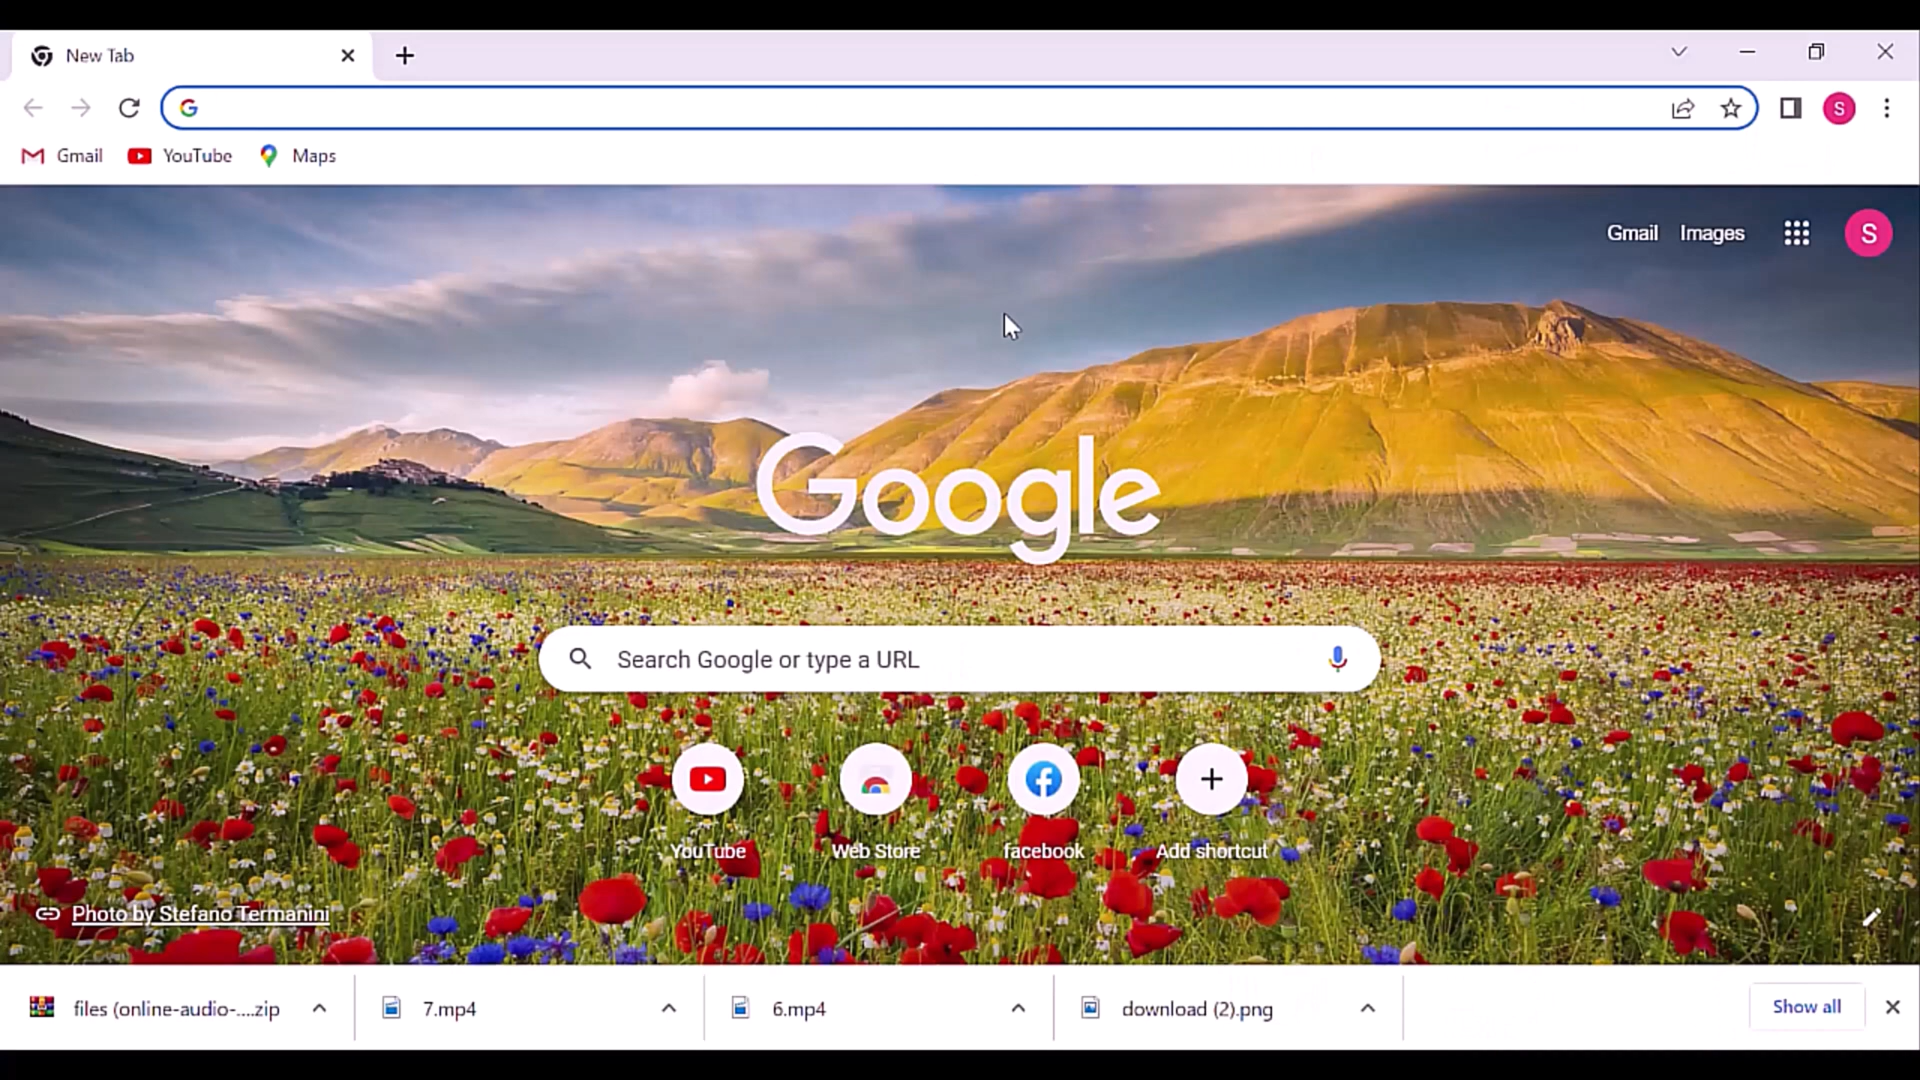 New Tab
Gmail YouTube Maps
Gmail Images S
S
Google
Search Google or type a URL
YouTube Web Store facebook Add shortcut
Photo by Stefano Termanini
files (online-audio-....zip 7.mp4 6.mp4 download (2).png Show all